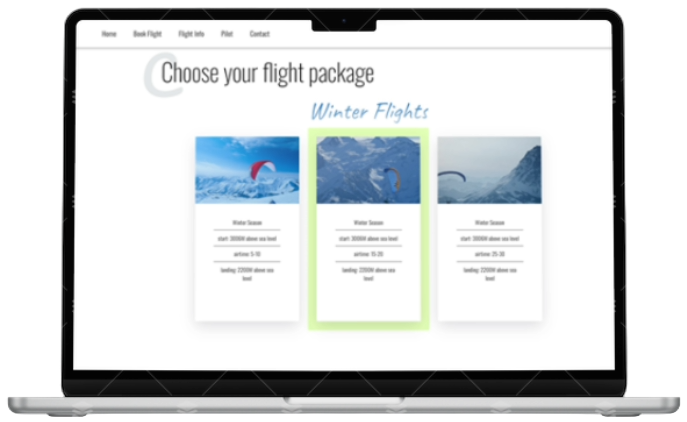 Home Book Flight Flight Info Pilot Contact
C
Choose your flight package
Winter Flights
Winter Season
start: 3000M above sea level
airtime: 5-10
landing: 2200M above sea
level
Winter Season
start: 3000M above sea level
airtime: 15-20
landing: 2200M above sea
level
Winter Season
start: 3000M above sea level
airtime: 25-30
landing: 2200M above sea
level